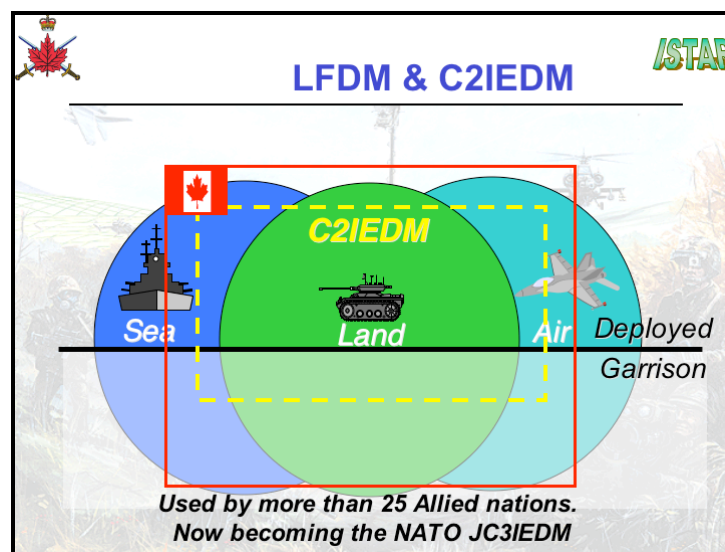 ISTAR
LFDM & C2IEDM
C2IEDM
Sea
Land
Air
Deployed
Garrison
Used by more than 25 Allied nations.
Now becoming the NATO JC3IEDM